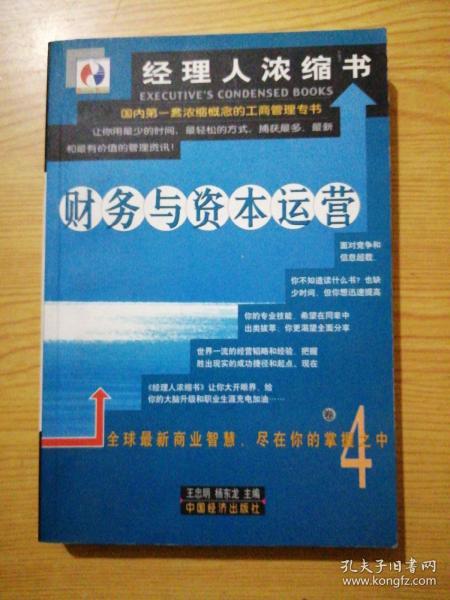 经理人浓缩书
EXECUTIVE'S CONDENSED BOOKS
国内第一套浓缩概念的工商管理专书
让你用最少的时间、最轻松的方式，捕获最多、最新
和最有价值的管理资讯！
财务与资本运营
面对竞争和
信息超载，
你不知道读什么书？也缺
少时间，但你想迅速提高
你的专业技能，希望在同辈中
出类拔萃，你更渴望全面分享
世界一流的经营韬略和经验，把握
胜出现实的成功捷径和起点，现在
《经理人浓缩书》让你大开眼界，给
你的大脑升级和职业生涯充电加油……
卷
4
全球最新商业智慧，尽在你的掌握之中
王忠明 杨东龙 主编
中国经济出版社
孔夫子旧书网
www.kongfz.com